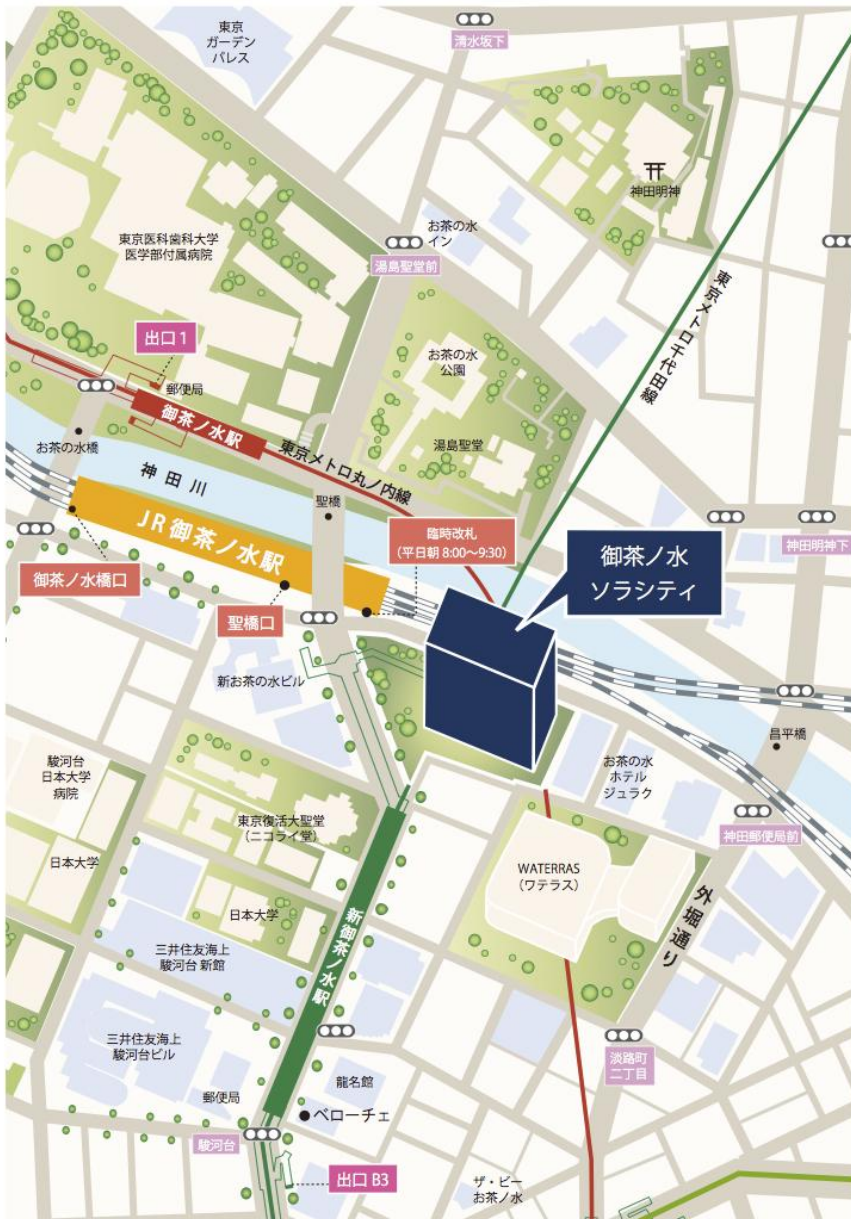 東京
ガーデン
パレス
清水坂下
神田明神
東京医科歯科大学
医学部付属病院
お茶の水
イン
湯島聖堂前
東京メトロ千代田線
出口1
郵便局
お茶の水
公園
御茶ノ水駅
お茶の水橋
湯島聖堂
東京メトロ丸ノ内線
神田川
聖橋
JR御茶ノ水駅
臨時改札
(平日朝 8:00〜9:30)
御茶ノ水
ソラシティ
神田明神下
御茶ノ水橋口
聖橋口
新お茶の水ビル
昌平橋
駿河台
日本大学
病院
お茶の水
ホテル
ジュラク
東京復活大聖堂
(ニコライ堂)
神田郵便局前
日本大学
WATERRAS
(ワテラス)
外堀通り
日本大学
新御茶ノ水駅
三井住友海上
駿河台 新館
三井住友海上
駿河台ビル
淡路町
二丁目
龍名館
郵便局
ベローチェ
駿河台
出口 B3
ザ・ビー
お茶の水